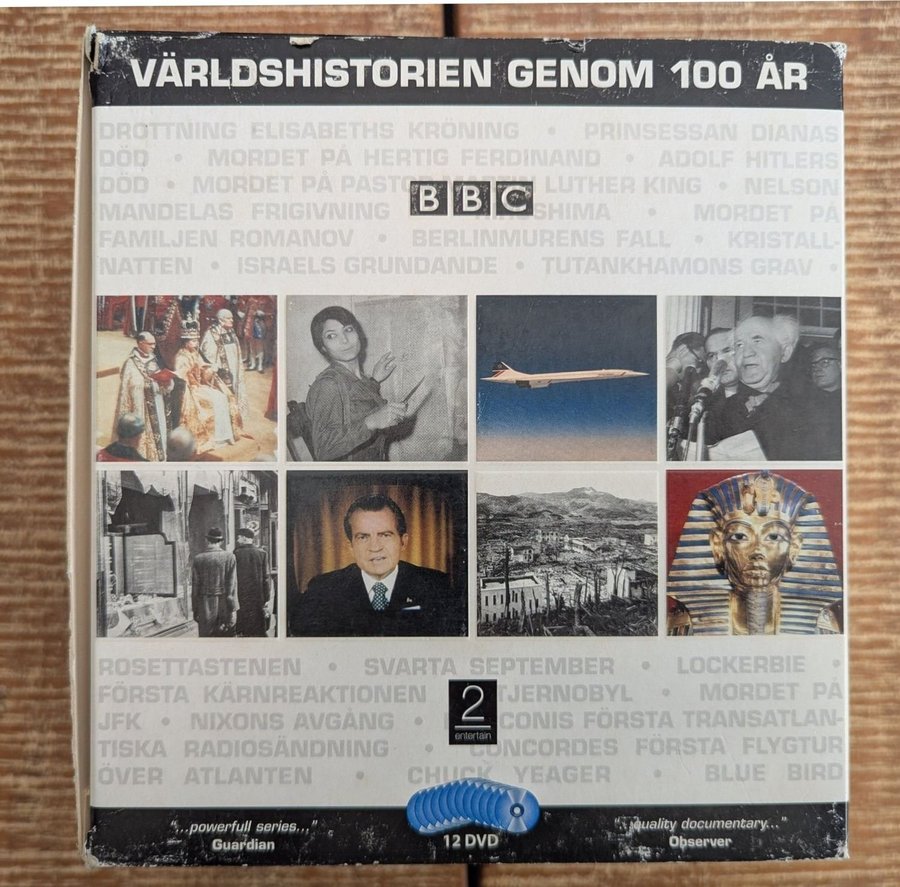 VÄRLDSHISTORIEN GENOM 100 ÅR
DROTTNING ELISABETHS KRÖNING • PRINSESSAN DIANAS
DÖD • MORDET PÅ HERTIG FERDINAND • ADOLF HITLERS
DÖD • MORDET PÅ PASTOR MARTIN LUTHER KING • NELSON
BBC
MANDELAS FRIGIVNING • PÅ
FAMILJEN ROMANOV • BERLINMURENS FALL • KRISTALL-
NATTEN • ISRAELS GRUNDANDE • TUTANKHAMONS GRAV •
ROSETTASTENEN • SVARTA SEPTEMBER • LOCKERBIE •
FÖRSTA KÄRNREAKTIONEN TJERNOBYL • MORDET PÅ
JFK • NIXONS AVGÅNG • FÖRSTA TRANSATLAN-
2
entertain
TISKA RADIOSÄNDNING • CONCORDES FÖRSTA FLYGTUR
ÖVER ATLANTEN • CHUCK YEAGER • BLUE BIRD
"...powerfull series..."
Guardian
12 DVD
"...quality documentary..."
Observer